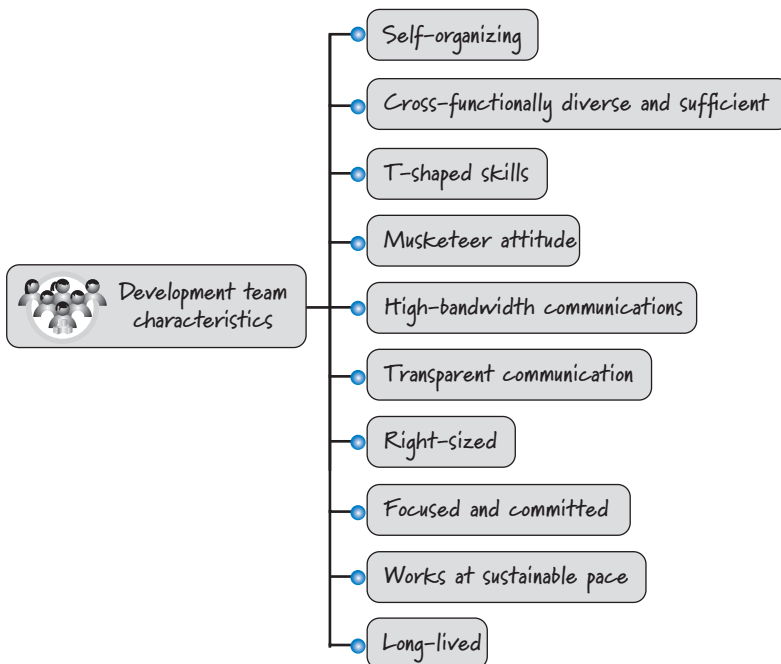 Self-organizing
Cross-functionally diverse and sufficient
T-shaped skills
Musketeer attitude
Development team
characteristics
High-bandwidth communications
Transparent communication
Right-sized
Focused and committed
Works at sustainable pace
Long-lived